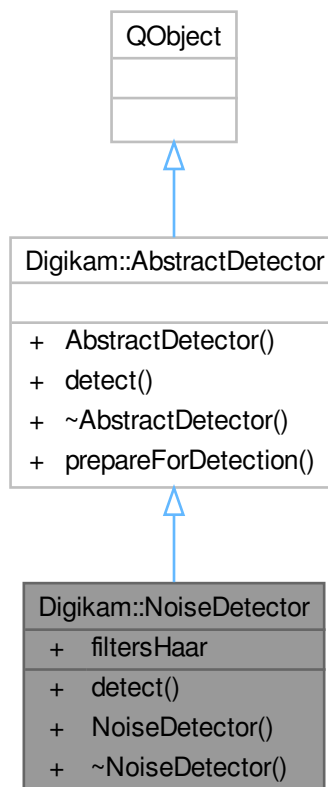 QObject
Digikam::AbstractDetector
+ AbstractDetector()
+ detect()
+ ~AbstractDetector()
+ prepareForDetection()
Digikam::NoiseDetector
+ filtersHaar
+ detect()
+ NoiseDetector()
+ ~NoiseDetector()